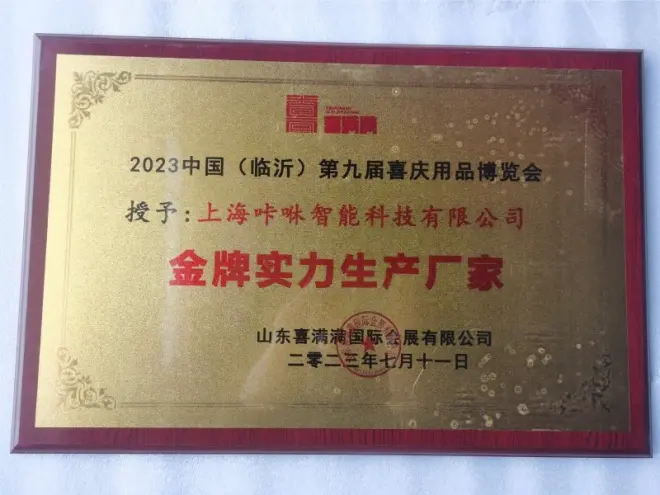 喜满满
2023中国（临沂）第九届喜庆用品博览会
授予:上海咔咻智能科技有限公司
金牌实力生产厂家
山东喜满满国际会展有限公司
二零二三年七月十一日